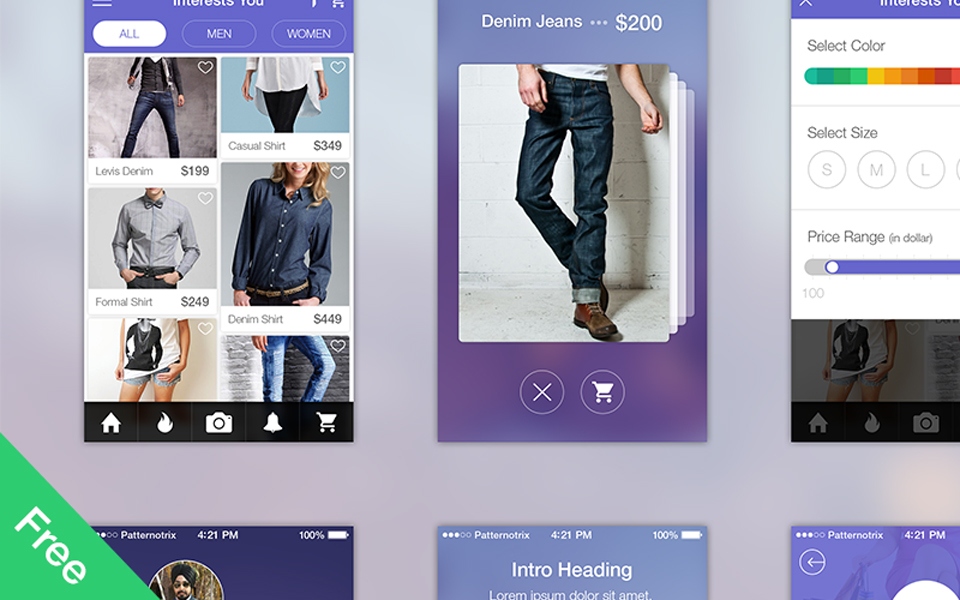 Interests You
ALL
MEN
WOMEN
Levis Denim $199
Casual Shirt $349
Formal Shirt $249
Denim Shirt $449
Denim Jeans ••• $200
Select Color
Select Size
S
M
L
Price Range (in dollar)
100
Free
Patternotrix 4:21 PM 100%
Patternotrix 4:21 PM 100%
Intro Heading
Lorem ipsum dolor sit amet,
Patternotrix 4:21 PM